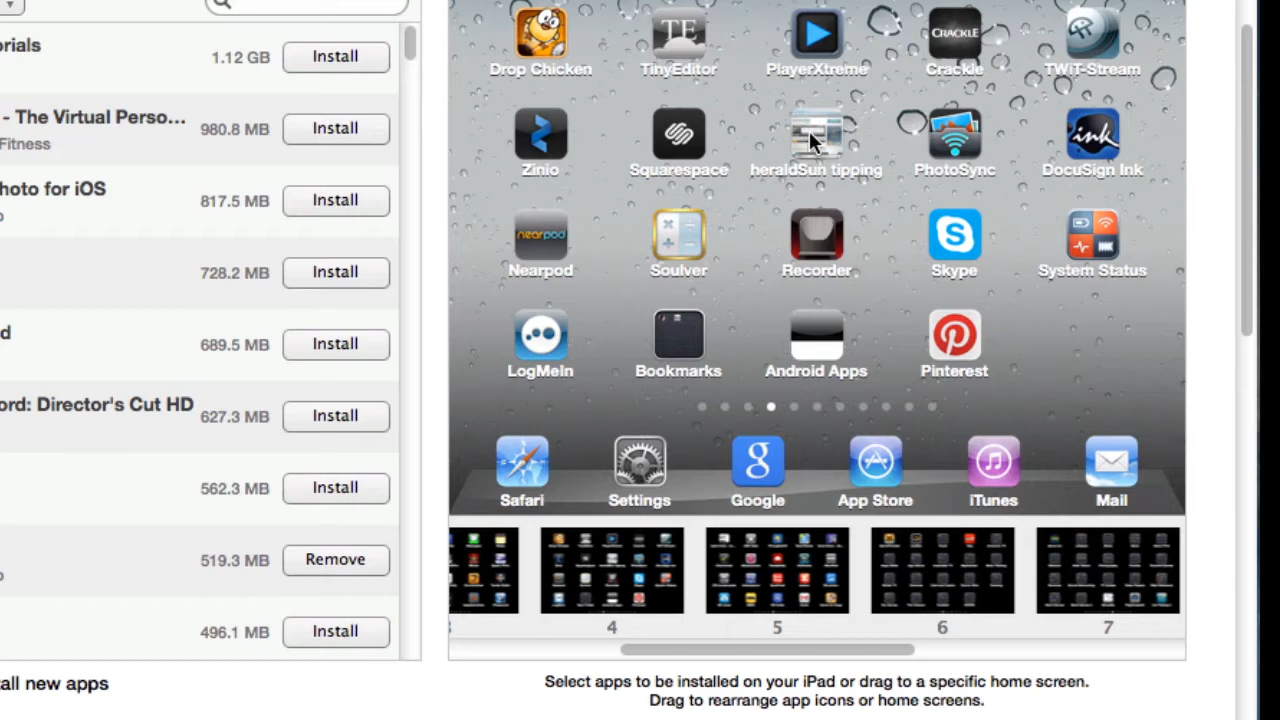 orials
1.12 GB
Install
- The Virtual Perso...
Fitness
980.8 MB
Install
hoto for iOS
817.5 MB
Install
728.2 MB
Install
d
689.5 MB
Install
ord: Director's Cut HD
627.3 MB
Install
562.3 MB
Install
519.3 MB
Remove
496.1 MB
Install
all new apps
TE
CRACKLE
Drop Chicken
TinyEditor
PlayerXtreme
Crackle
TWiT-Stream
ink
Zinio
Squarespace
heraldSun tipping
PhotoSync
DocuSign Ink
nearpod
Nearpod
Soulver
Recorder
Skype
System Status
LogMeIn
Bookmarks
Android Apps
Pinterest
Safari
Settings
Google
App Store
iTunes
Mail
3
4
5
6
7
Select apps to be installed on your iPad or drag to a specific home screen.
Drag to rearrange app icons or home screens.